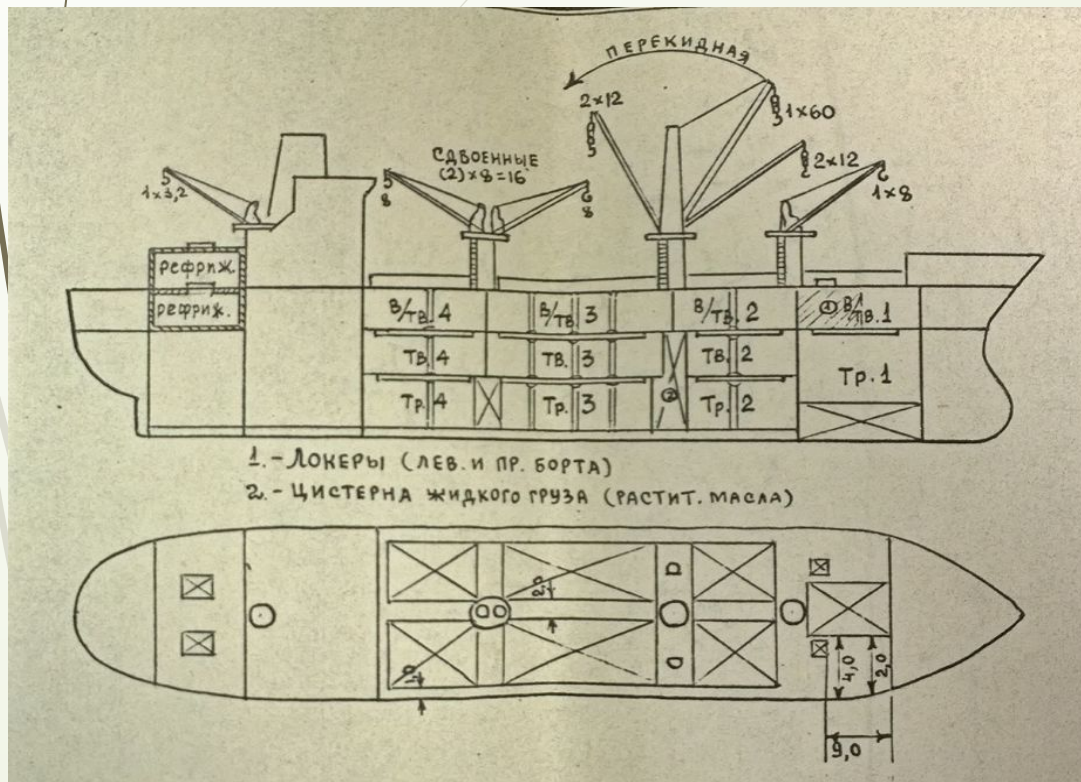 ПЕРЕКИДНАЯ
2×12
1×60
СДВОЕННЫЕ
(2)×8=16
2×12
1×3,2
8
8
1×8
РЕФРИЖ.
РЕФРИЖ.
В/ТВ. 4
В/ТВ. 3
В/ТВ. 2
1 В/ТВ. 1
ТВ. 4
ТВ. 3
ТВ. 2
Тр. 1
Тр. 4
Тр. 3
2
Тр. 2
1. - ЛОКЕРЫ (ЛЕВ. И ПР. БОРТА)
2. - ЦИСТЕРНА ЖИДКОГО ГРУЗА (РАСТИТ. МАСЛА)
4,0
2,0
9,0